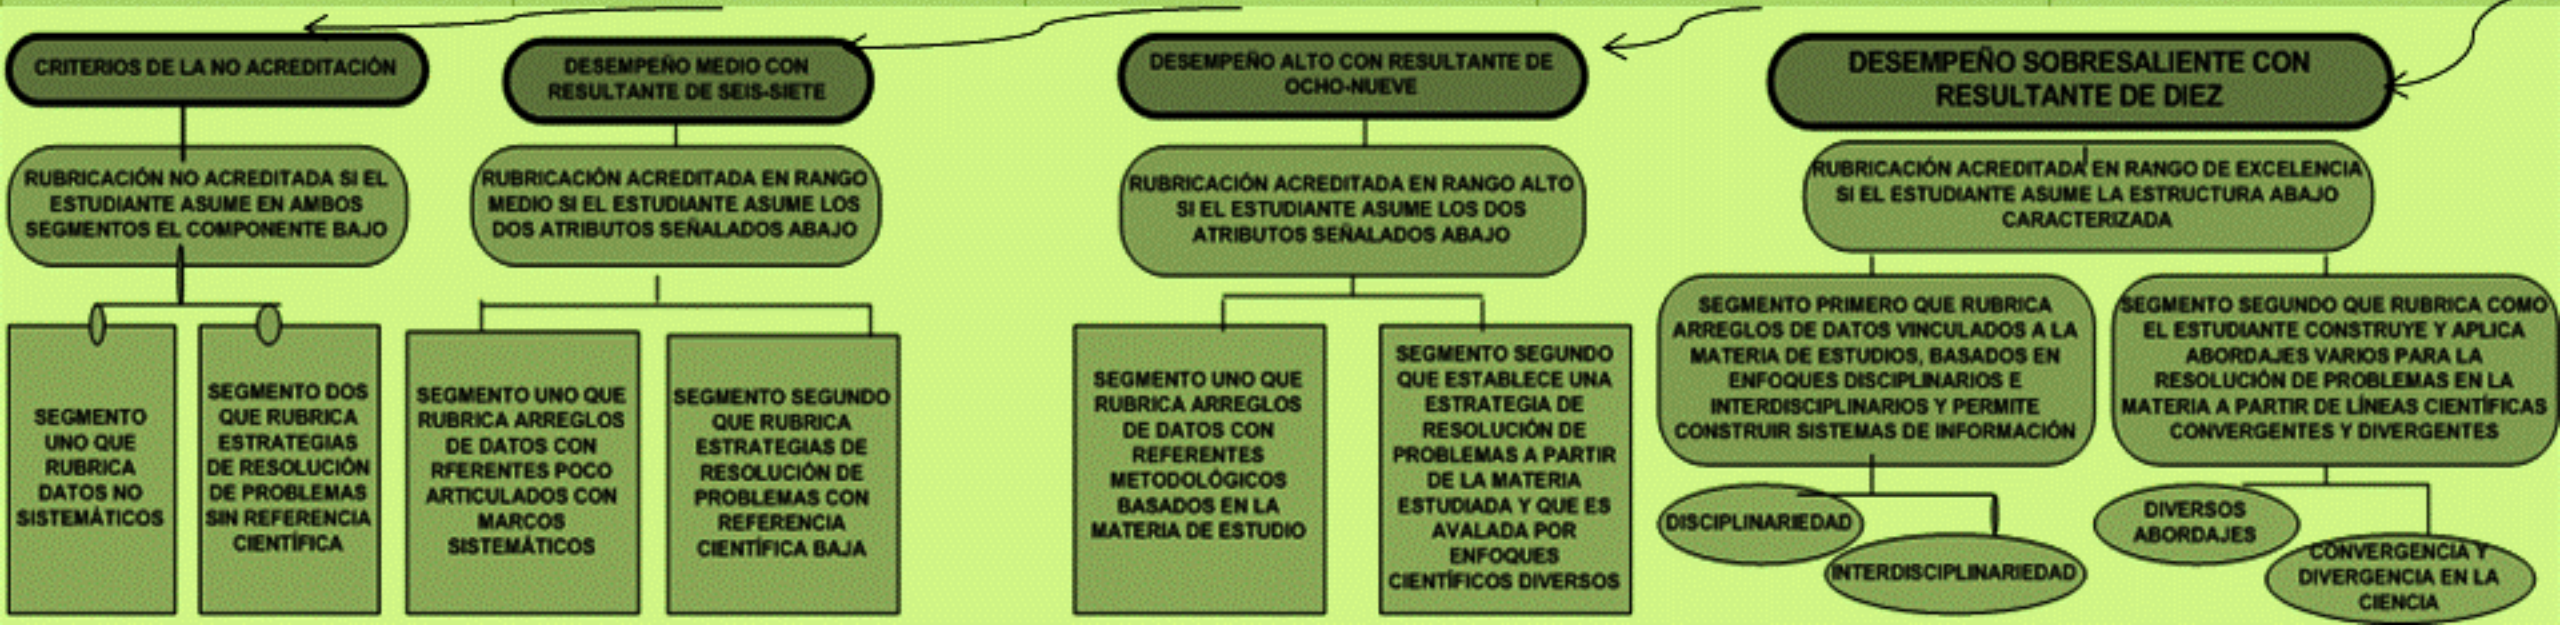 CRITERIOS DE LA NO ACREDITACIÓN
RUBRICACIÓN NO ACREDITADA SI EL
ESTUDIANTE ASUME EN AMBOS
SEGMENTOS EL COMPONENTE BAJO
SEGMENTO
UNO QUE
RUBRICA
DATOS NO
SISTEMÁTICOS
SEGMENTO DOS
QUE RUBRICA
ESTRATEGIAS
DE RESOLUCIÓN
DE PROBLEMAS
SIN REFERENCIA
CIENTÍFICA
DESEMPEÑO MEDIO CON
RESULTANTE DE SEIS-SIETE
RUBRICACIÓN ACREDITADA EN RANGO
MEDIO SI EL ESTUDIANTE ASUME LOS
DOS ATRIBUTOS SEÑALADOS ABAJO
SEGMENTO UNO QUE
RUBRICA ARREGLOS
DE DATOS CON
RFERENTES POCO
ARTICULADOS CON
MARCOS
SISTEMÁTICOS
SEGMENTO SEGUNDO
QUE RUBRICA
ESTRATEGIAS DE
RESOLUCIÓN DE
PROBLEMAS CON
REFERENCIA
CIENTÍFICA BAJA
DESEMPEÑO ALTO CON RESULTANTE DE
OCHO-NUEVE
RUBRICACIÓN ACREDITADA EN RANGO ALTO
SI EL ESTUDIANTE ASUME LOS DOS
ATRIBUTOS SEÑALADOS ABAJO
SEGMENTO UNO QUE
RUBRICA ARREGLOS
DE DATOS CON
REFERENTES
METODOLÓGICOS
BASADOS EN LA
MATERIA DE ESTUDIO
SEGMENTO SEGUNDO
QUE ESTABLECE UNA
ESTRATEGIA DE
RESOLUCIÓN DE
PROBLEMAS A PARTIR
DE LA MATERIA
ESTUDIADA Y QUE ES
AVALADA POR
ENFOQUES
CIENTÍFICOS DIVERSOS
DESEMPEÑO SOBRESALIENTE CON
RESULTANTE DE DIEZ
RUBRICACIÓN ACREDITADA EN RANGO DE EXCELENCIA
SI EL ESTUDIANTE ASUME LA ESTRUCTURA ABAJO
CARACTERIZADA
SEGMENTO PRIMERO QUE RUBRICA
ARREGLOS DE DATOS VINCULADOS A LA
MATERIA DE ESTUDIOS, BASADOS EN
ENFOQUES DISCIPLINARIOS E
INTERDISCIPLINARIOS Y PERMITE
CONSTRUIR SISTEMAS DE INFORMACIÓN
DISCIPLINARIEDAD
INTERDISCIPLINARIEDAD
SEGMENTO SEGUNDO QUE RUBRICA COMO
EL ESTUDIANTE CONSTRUYE Y APLICA
ABORDAJES VARIOS PARA LA
RESOLUCIÓN DE PROBLEMAS EN LA
MATERIA A PARTIR DE LÍNEAS CIENTÍFICAS
CONVERGENTES Y DIVERGENTES
DIVERSOS
ABORDAJES
CONVERGENCIA Y
DIVERGENCIA EN LA
CIENCIA